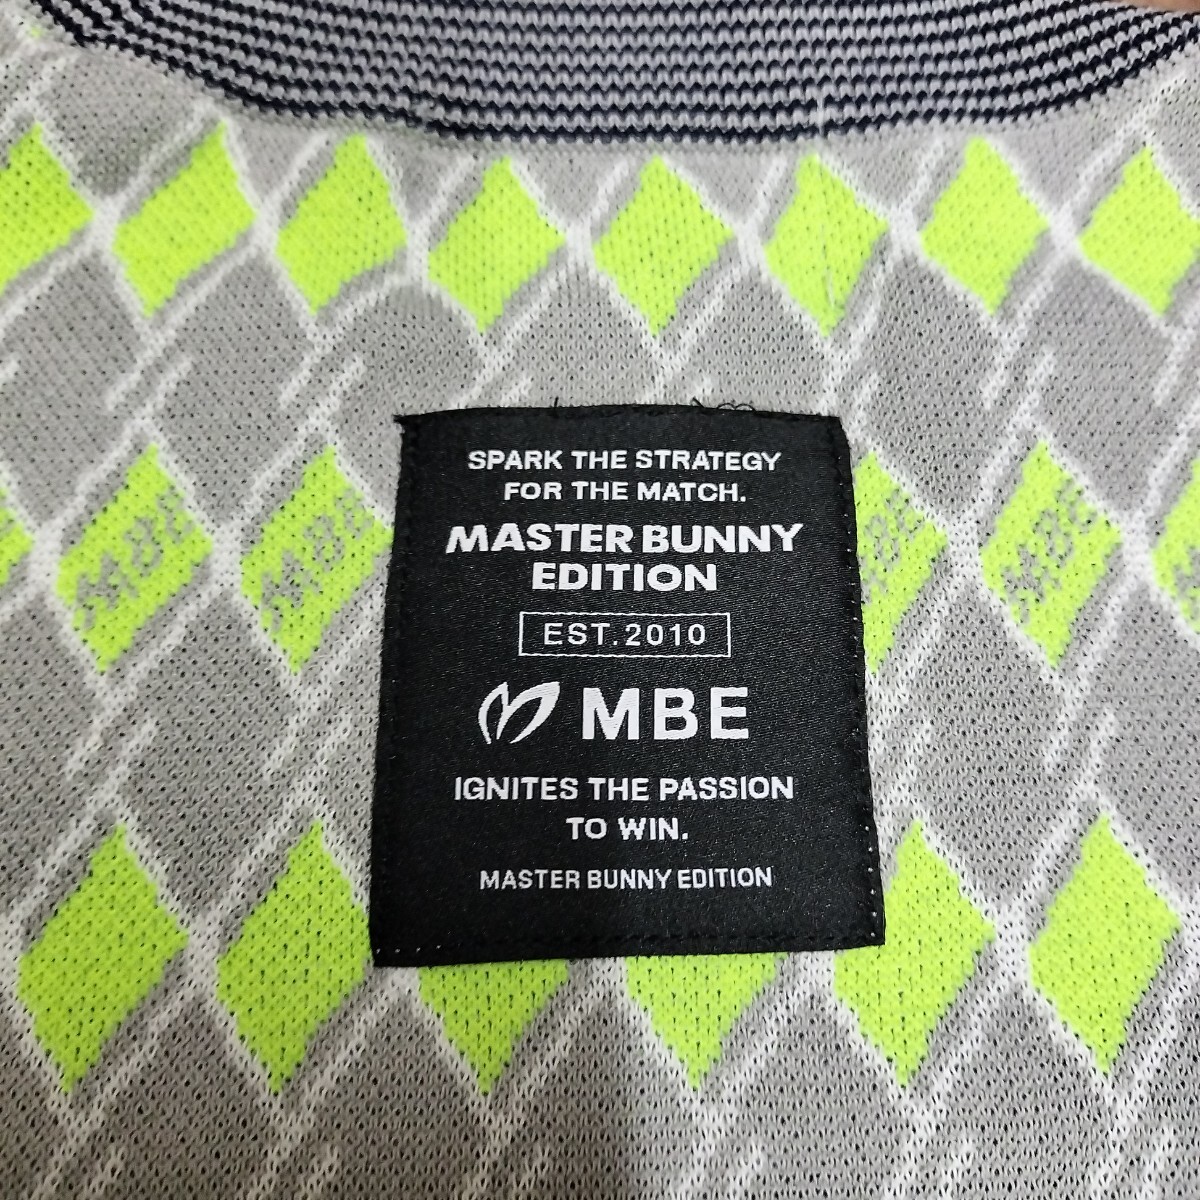 SPARK THE STRATEGY
FOR THE MATCH.
MASTER BUNNY
EDITION
EST.2010
MBE
IGNITES THE PASSION
TO WIN.
MASTER BUNNY EDITION